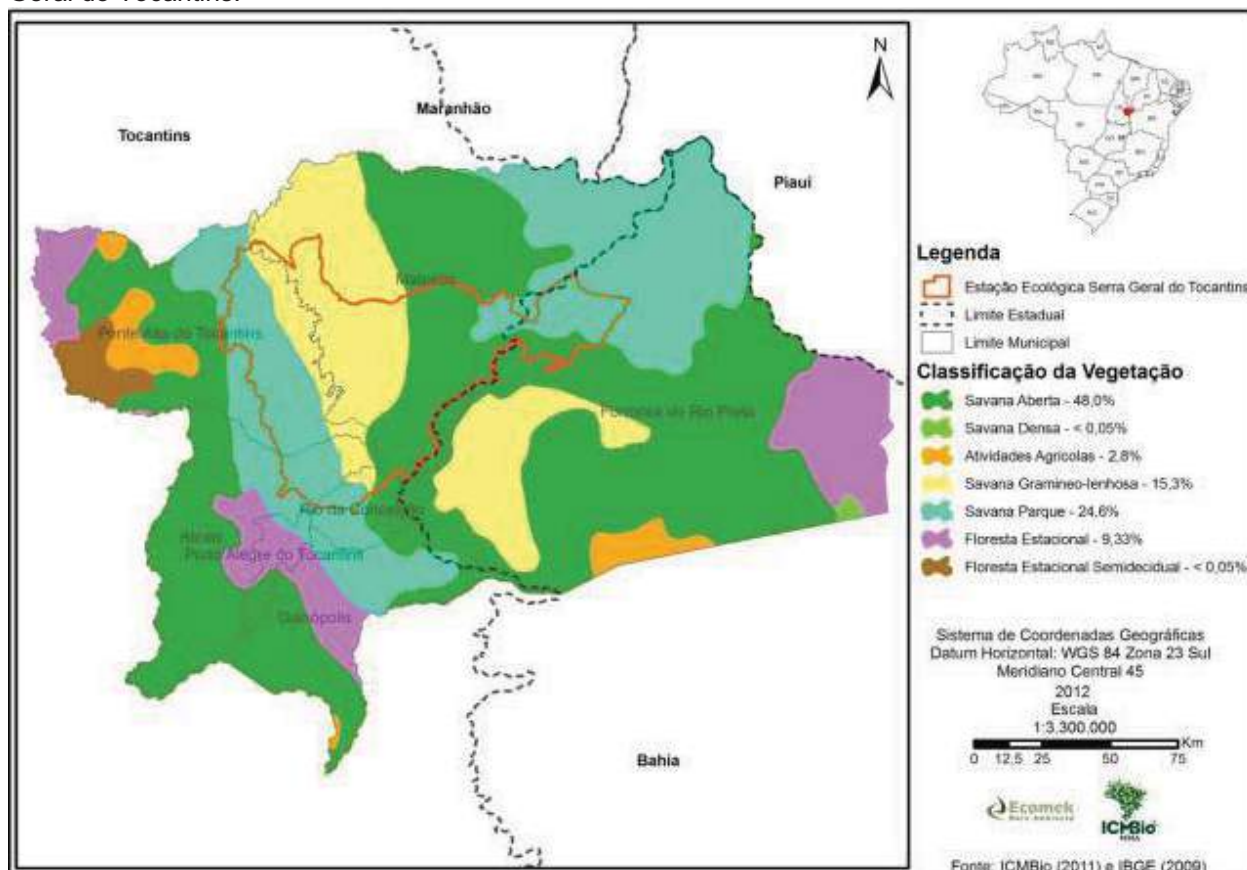 Geral do Tocantins.
N
Maranhão
Tocantins
Piauí
Mateiros
Ponte Alta do Tocantins
Formosa do Rio Preto
Rio da Conceição
Almas
Porto Alegre do Tocantins
Dianópolis
Bahia
Legenda
Estação Ecológica Serra Geral do Tocantins
Limite Estadual
Limite Municipal
Classificação da Vegetação
Savana Aberta - 48,0%
Savana Densa - < 0,05%
Atividades Agrícolas - 2,8%
Savana Gramineo-lenhosa - 15,3%
Savana Parque - 24,6%
Floresta Estacional - 9,33%
Floresta Estacional Semidecidual - < 0,05%
Sistema de Coordenadas Geográficas
Datum Horizontal: WGS 84 Zona 23 Sul
Meridiano Central 45
2012
Escala
1:3.300.000
Km
0 12,5 25 50 75
Ecomek
Meio Ambiente
ICMBio
MMA
Fonte: ICMBio (2011) e IBGE (2009)